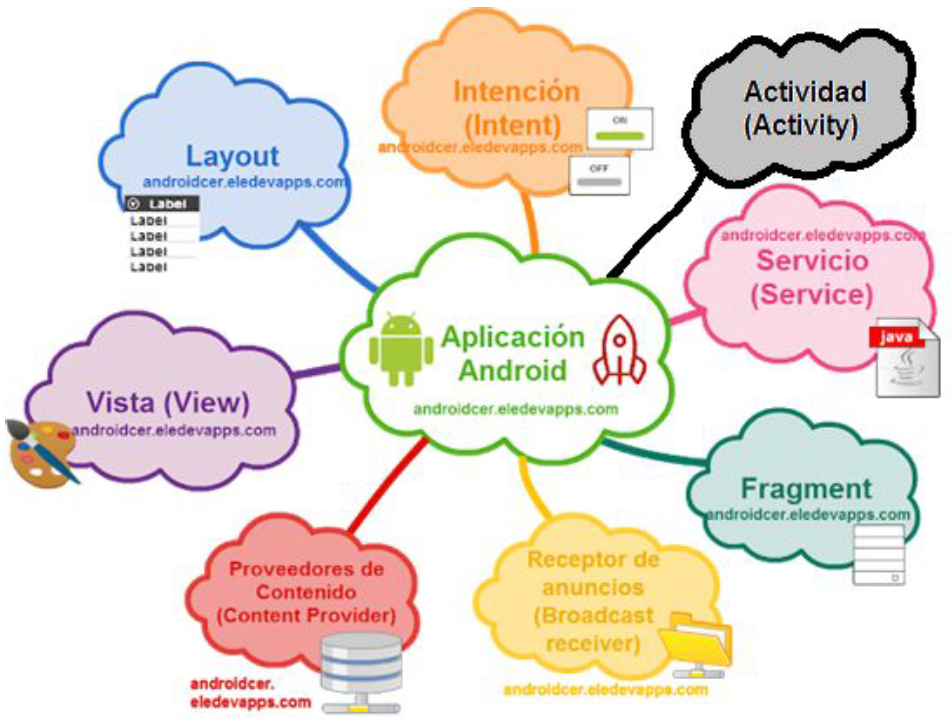 Intención
(Intent)
androidcer.eledevapps.com
ON
OFF
Actividad
(Activity)
Layout
androidcer.eledevapps.com
Label
Label
Label
Label
Label
androidcer.eledevapps.com
Servicio
(Service)
java
Aplicación
Android
androidcer.eledevapps.com
Vista (View)
androidcer.eledevapps.com
Fragment
androidcer.eledevapps.com
Proveedores de
Contenido
(Content Provider)
androidcer.
eledevapps.com
Receptor de
anuncios
(Broadcast
receiver)
androidcer.eledevapps.com